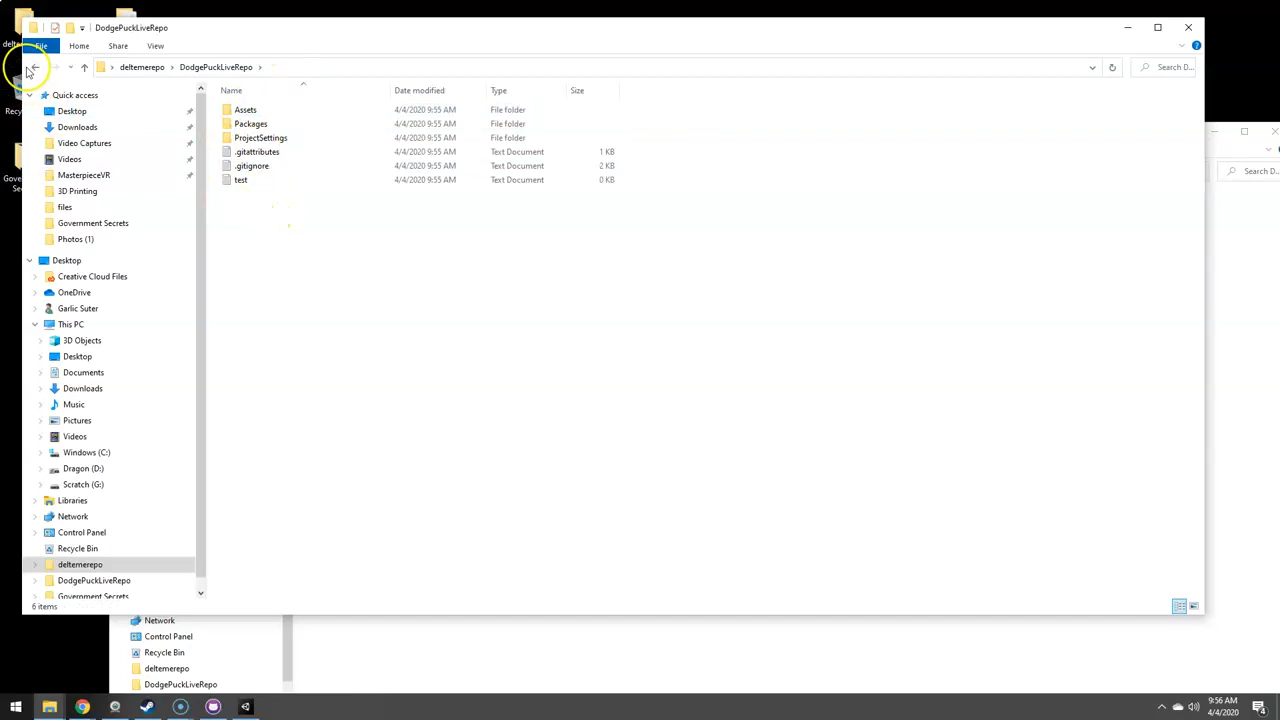 DodgePuckLiveRepo
File Home Share View
deltemerepo DodgePuckLiveRepo Search D...
Name Date modified Type Size
Assets 4/4/2020 9:55 AM File folder
Packages 4/4/2020 9:55 AM File folder
ProjectSettings 4/4/2020 9:55 AM File folder
.gitattributes 4/4/2020 9:55 AM Text Document 1 KB
.gitignore 4/4/2020 9:55 AM Text Document 2 KB
test 4/4/2020 9:55 AM Text Document 0 KB
Quick access
Desktop
Downloads
Video Captures
Videos
MasterpieceVR
3D Printing
files
Government Secrets
Photos (1)
Desktop
Creative Cloud Files
OneDrive
Garlic Suter
This PC
3D Objects
Desktop
Documents
Downloads
Music
Pictures
Videos
Windows (C:)
Dragon (D:)
Scratch (G:)
Libraries
Network
Control Panel
Recycle Bin
deltemerepo
DodgePuckLiveRepo
Government Secrets
6 items
Search D...
Network
Control Panel
Recycle Bin
deltemerepo
DodgePuckLiveRepo
9:56 AM
4/4/2020
4